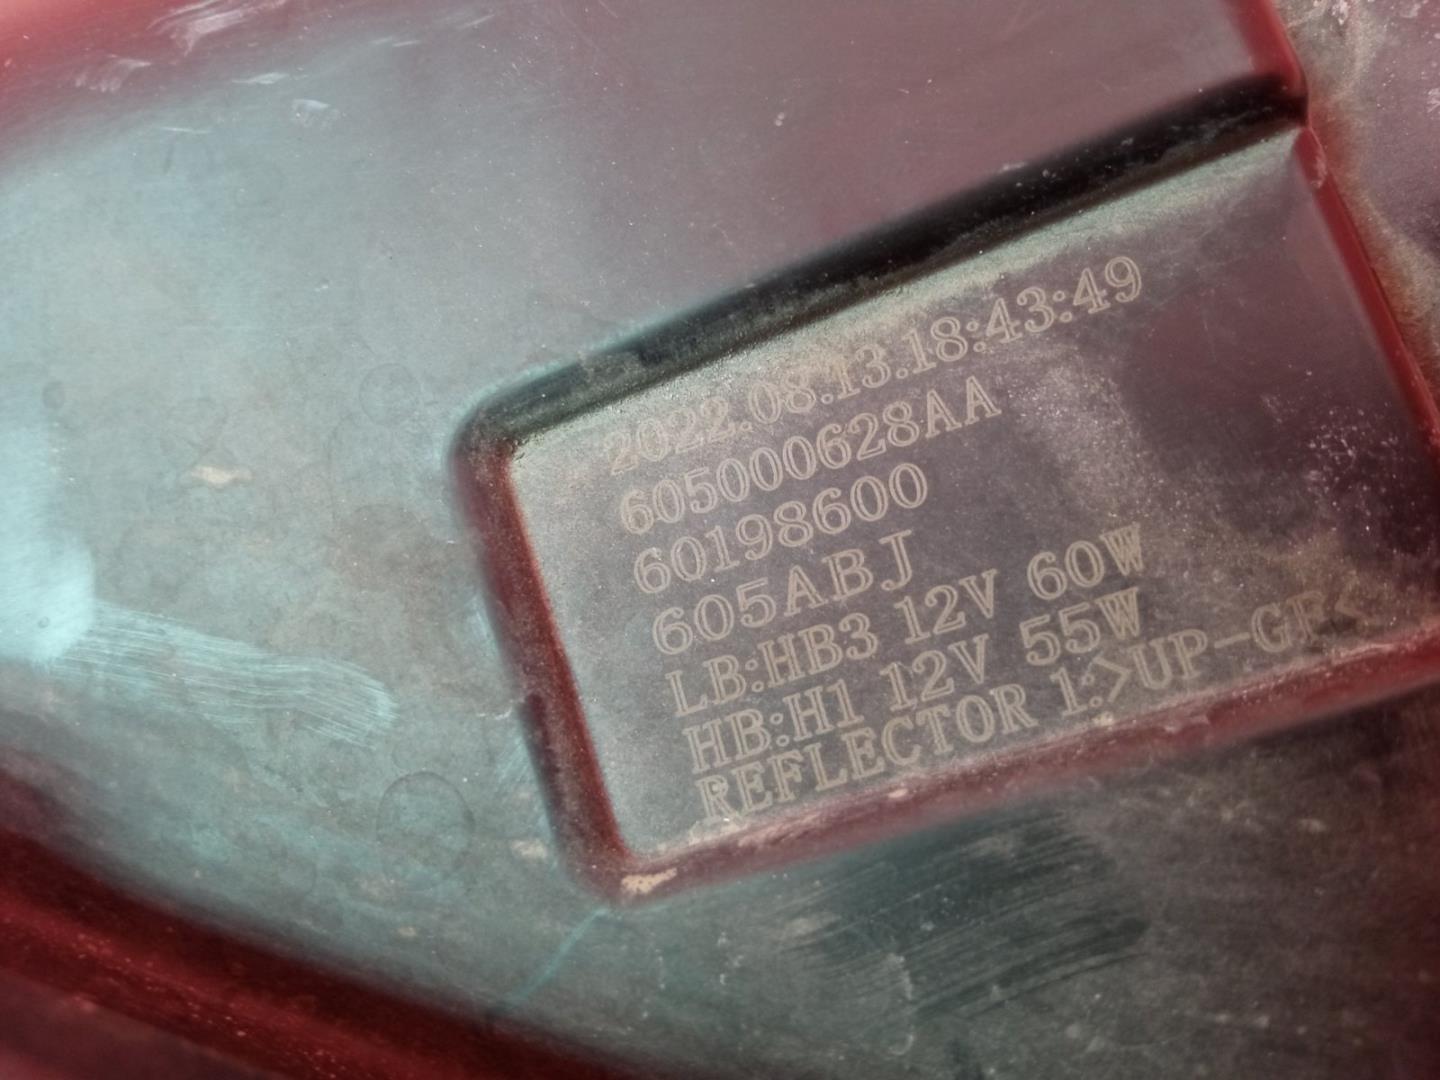 2022.08.13.18:43:49
605000628AA
60198600
605ABJ
LB:HB3 12V 60W
HB:H1 12V 55W
REFLECTOR 1:>UP-GF<